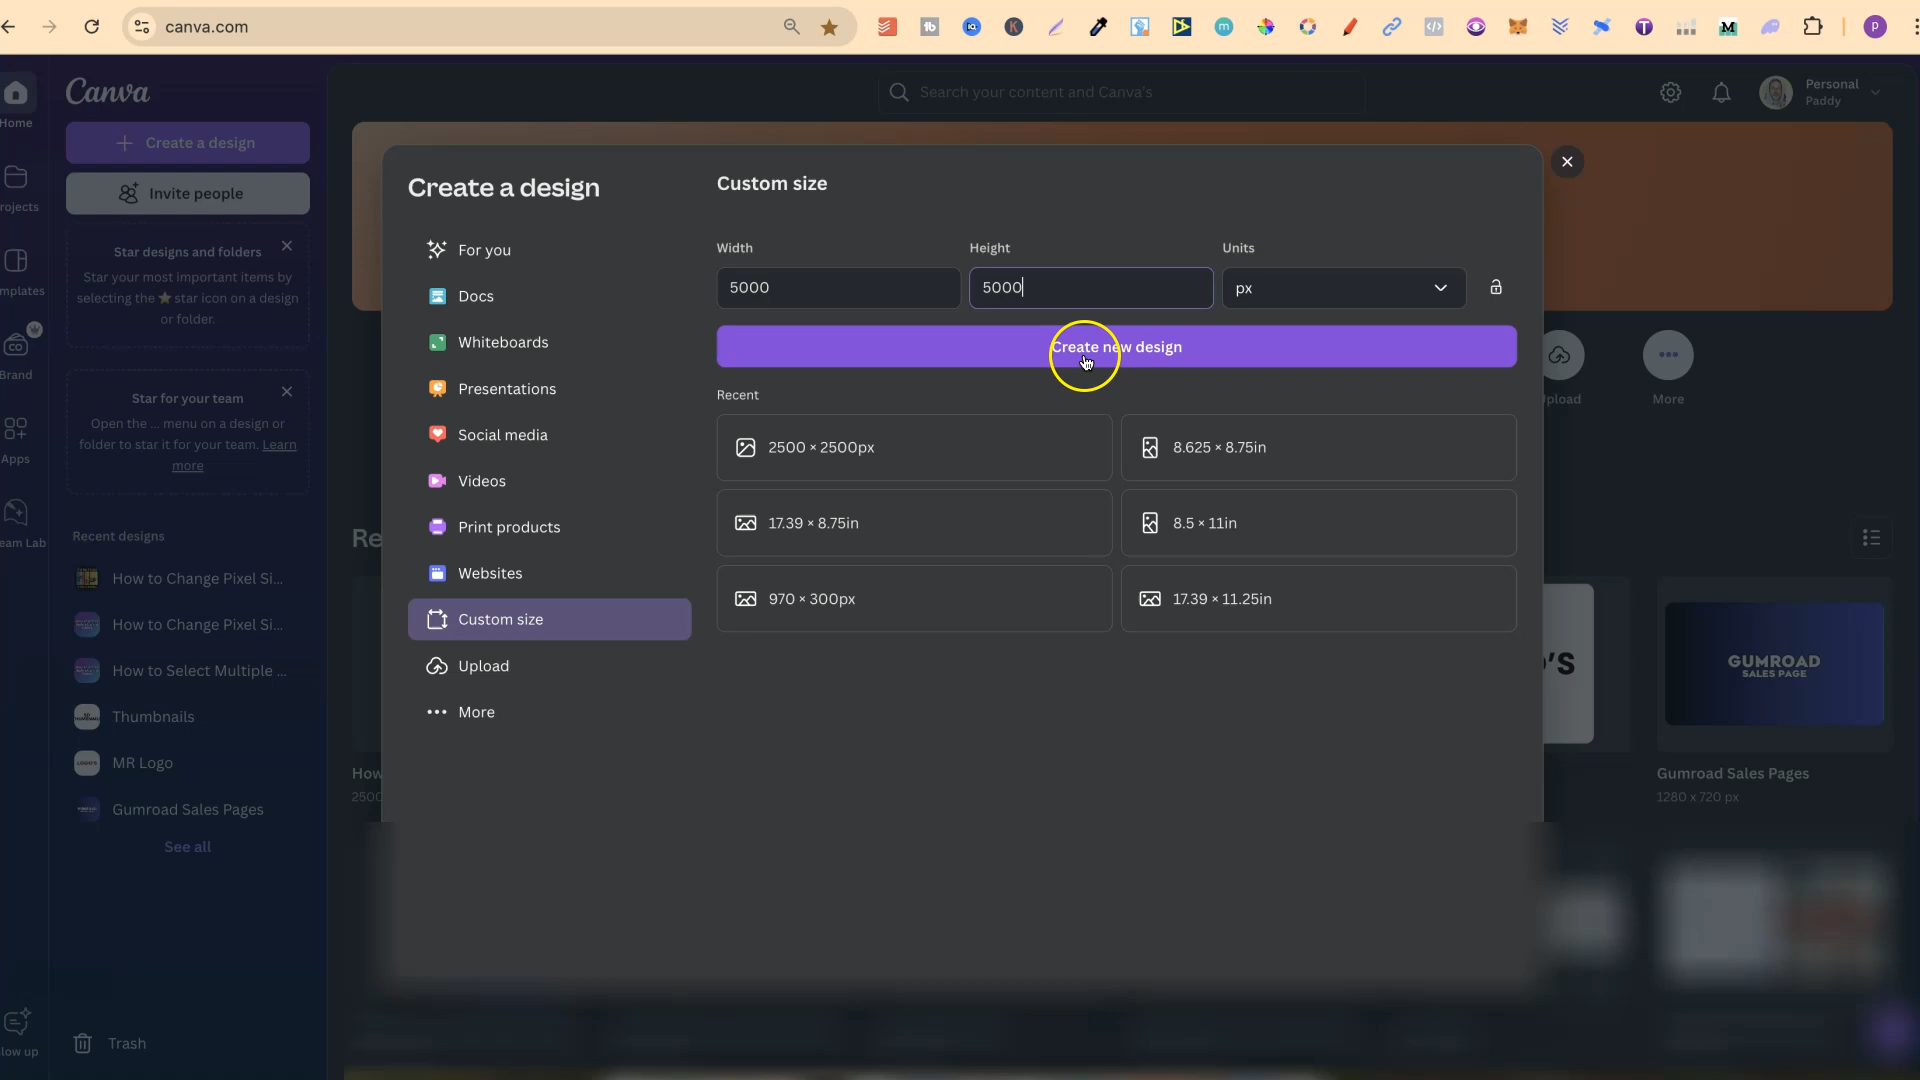 canva.com
Home
Canva
Create a design
Invite people
Star designs and folders
Star your most important items by
selecting the star icon on a design
or folder.
Star for your team
Open the ... menu on a design or
folder to star it for your team. Learn
more
rojects
mplates
Brand
Apps
eam Lab
low up
Recent designs
How to Change Pixel Si...
How to Change Pixel Si...
How to Select Multiple ...
Thumbnails
MR Logo
Gumroad Sales Pages
See all
Trash
Search your content and Canva's
Personal
Paddy
Create a design
For you
Docs
Whiteboards
Presentations
Social media
Videos
Print products
Websites
Custom size
Upload
More
Custom size
Width
Height
Units
5000
5000
px
Create new design
Recent
2500 × 2500px
8.625 × 8.75in
17.39 × 8.75in
8.5 × 11in
970 × 300px
17.39 × 11.25in
pload
More
Re
How
2500
'S
GUMROAD
SALES PAGE
Gumroad Sales Pages
1280 x 720 px